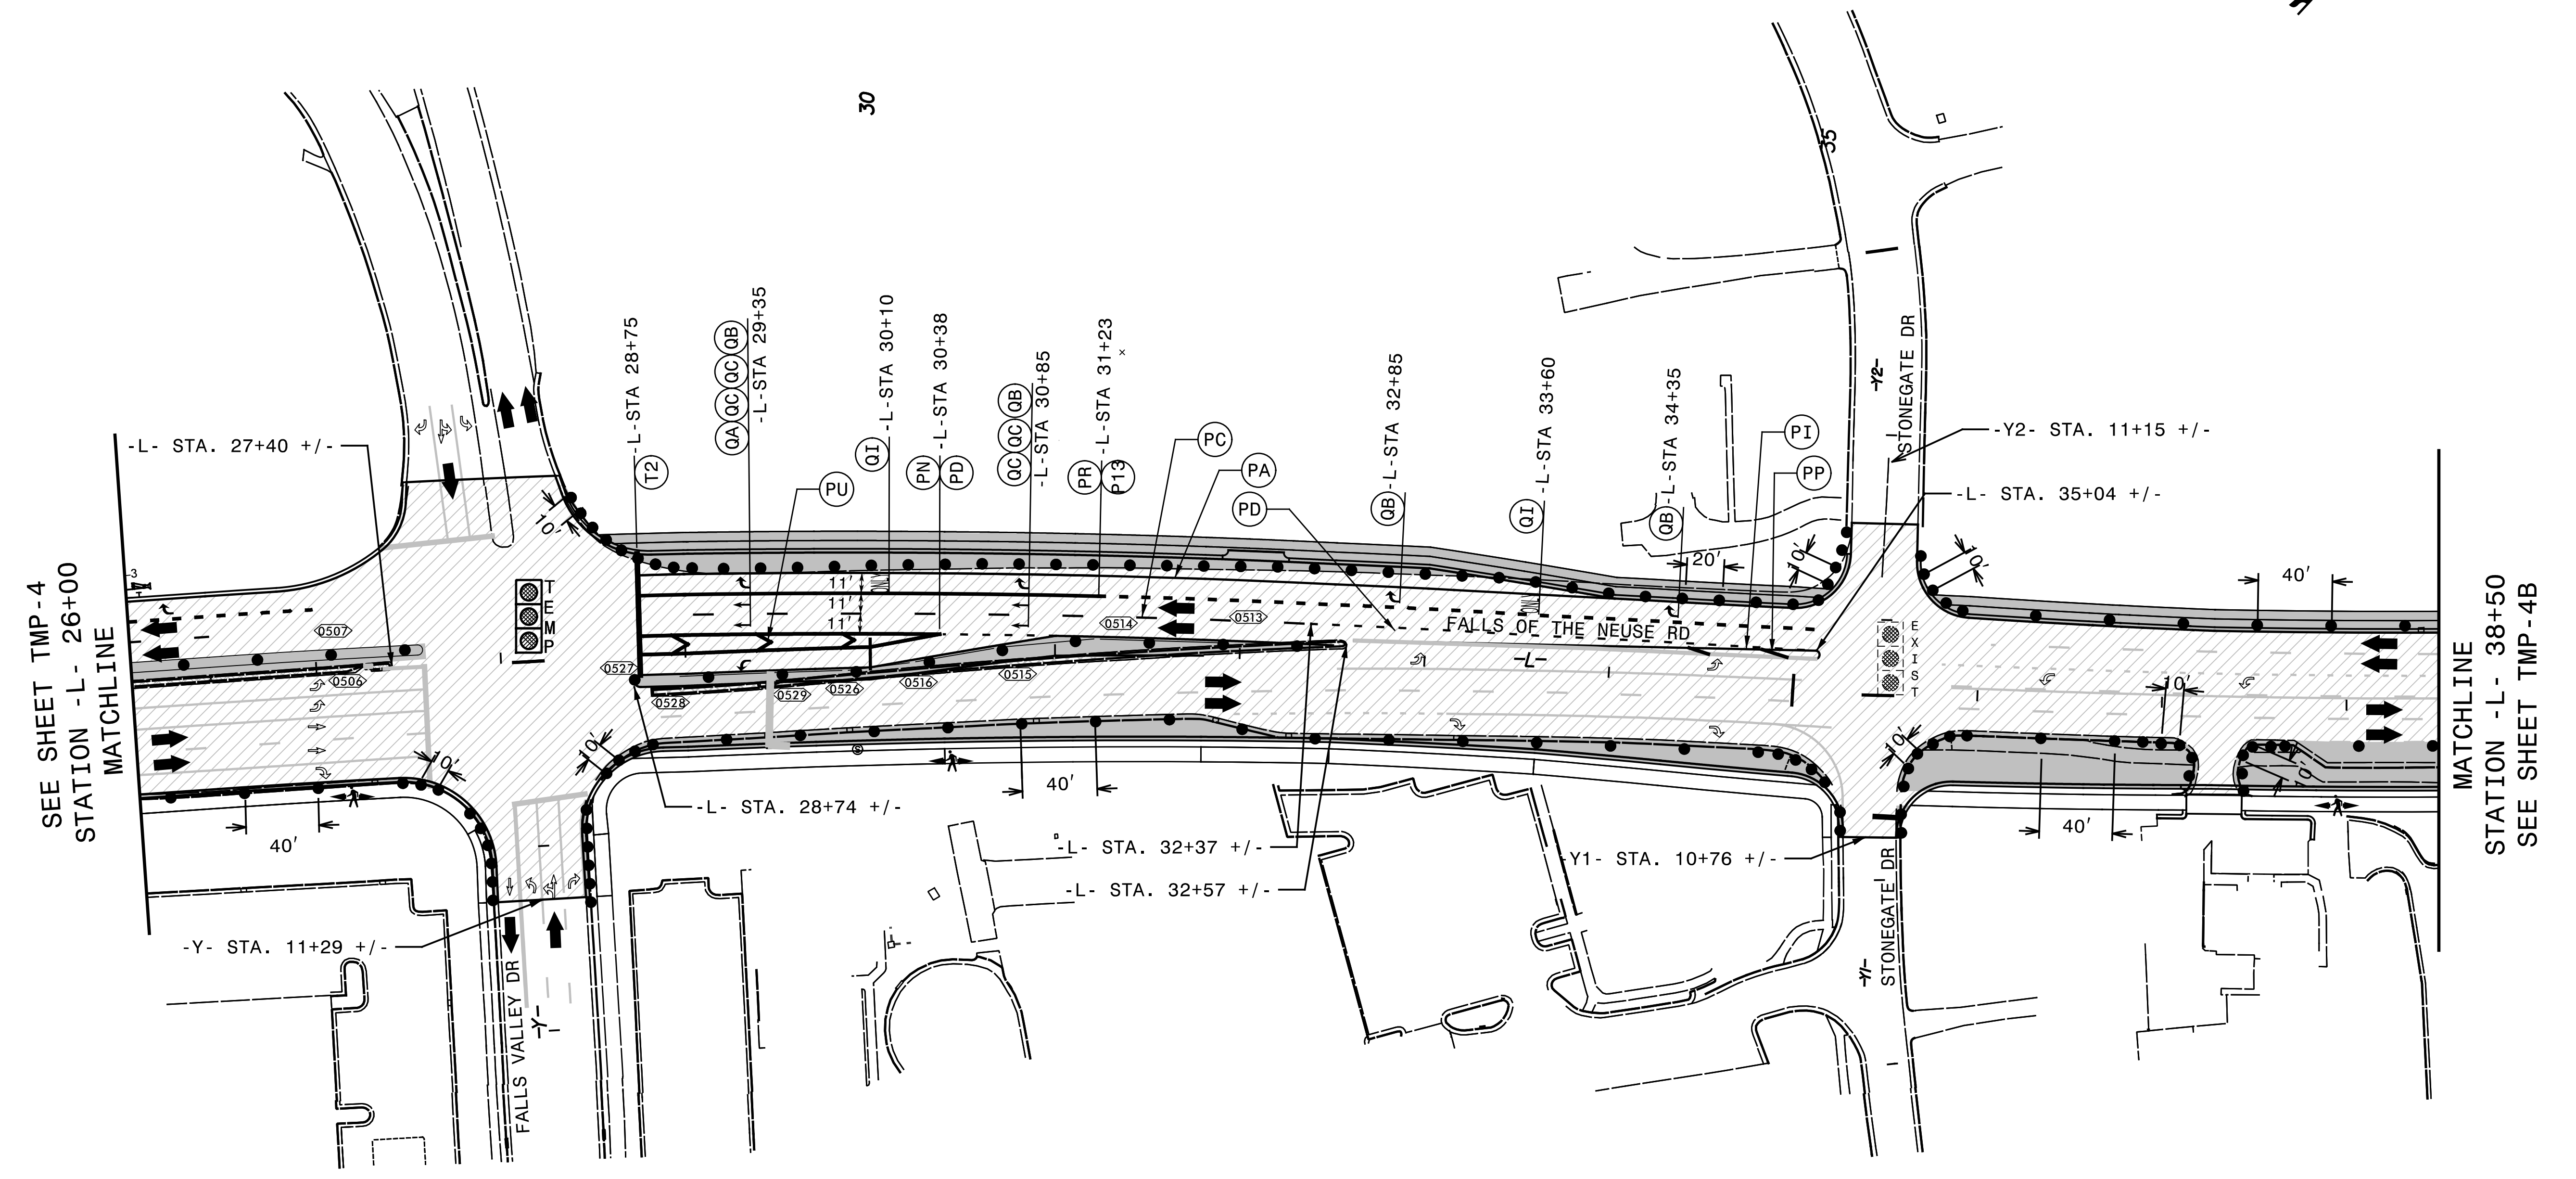 30
35
SEE SHEET TMP-4
STATION -L- 26+00
MATCHLINE
-L- STA. 27+40 +/-
-L-STA 28+75
T2
QA QC QC QB
-L-STA 29+35
PU
QI
-L-STA 30+10
PN PD
-L-STA 30+38
QC QC QB
-L-STA 30+85
PR P13
-L-STA 31+23
PC
PA
PD
QB
-L-STA 32+85
QI
-L-STA 33+60
QB
-L-STA 34+35
PI
PP
-Y2-
STONEGATE DR
-Y2- STA. 11+15 +/-
-L- STA. 35+04 +/-
10'
10'
20'
10'
10'
40'
TEMP
EXIST
11'
11'
11'
0507
0506
0527
0528
0529
0526
0516
0515
0514
0513
FALLS OF THE NEUSE RD
-L-
10'
10'
10'
10'
10'
40'
40'
40'
-L- STA. 28+74 +/-
-L- STA. 32+37 +/-
-L- STA. 32+57 +/-
-Y1- STA. 10+76 +/-
-Y- STA. 11+29 +/-
FALLS VALLEY DR
-Y-
-Y1-
STONEGATE DR
MATCHLINE
STATION -L- 38+50
SEE SHEET TMP-4B